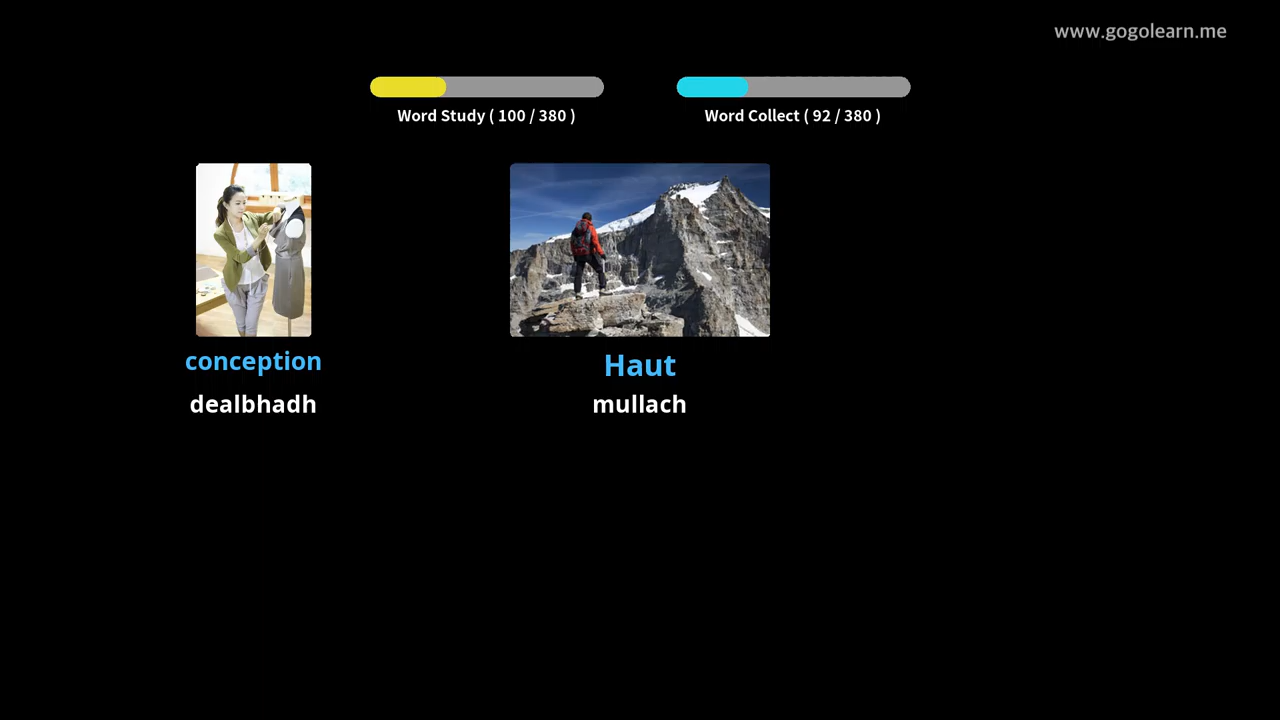 www.gogolearn.me
Word Study ( 100 / 380 )
Word Collect ( 92 / 380 )
conception
dealbhadh
Haut
mullach